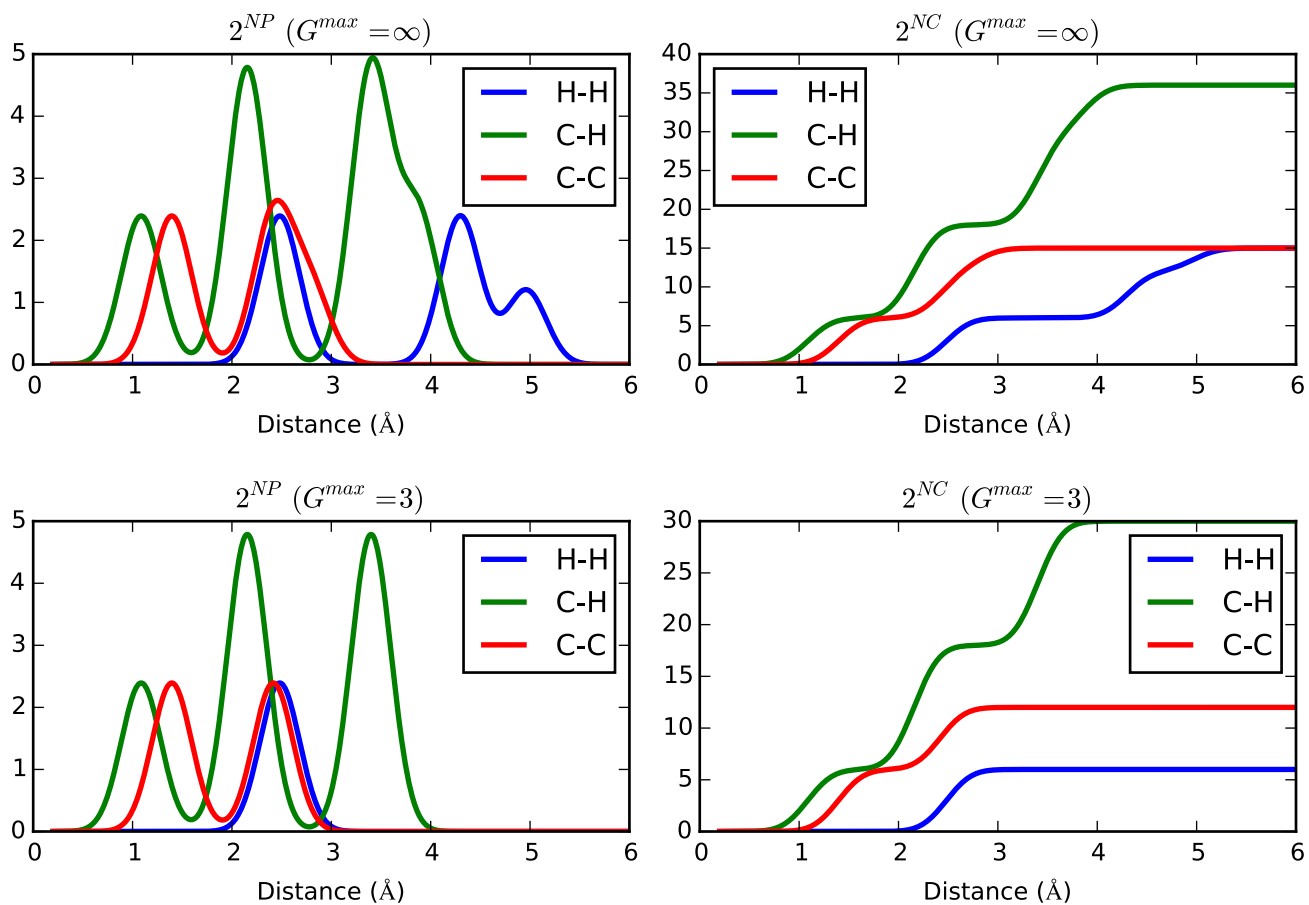 2^{NP} (G^{max} = ∞)
5
4
3
2
1
0
H-H
C-H
C-C
0 1 2 3 4 5 6
Distance (Å)
2^{NC} (G^{max} = ∞)
40
35
30
25
20
15
10
5
0
H-H
C-H
C-C
0 1 2 3 4 5 6
Distance (Å)
2^{NP} (G^{max} = 3)
5
4
3
2
1
0
H-H
C-H
C-C
0 1 2 3 4 5 6
Distance (Å)
2^{NC} (G^{max} = 3)
30
25
20
15
10
5
0
H-H
C-H
C-C
0 1 2 3 4 5 6
Distance (Å)